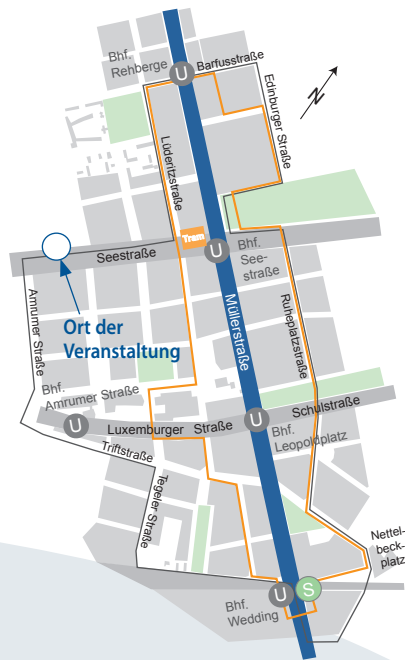 Bhf.
Rehberge
U
Barfusstraße
N
Edinburger Straße
Lüderitzstraße
Tram
Seestraße
U
Bhf.
See-
straße
Amrumer Straße
Ort der
Veranstaltung
Müllerstraße
Ruheplatzstraße
Bhf.
Amrumer Straße
U
Luxemburger Straße
U
Schulstraße
Bhf.
Leopoldplatz
Triftstraße
Tegeler Straße
Nettel-
beck-
platz
U
S
Bhf.
Wedding